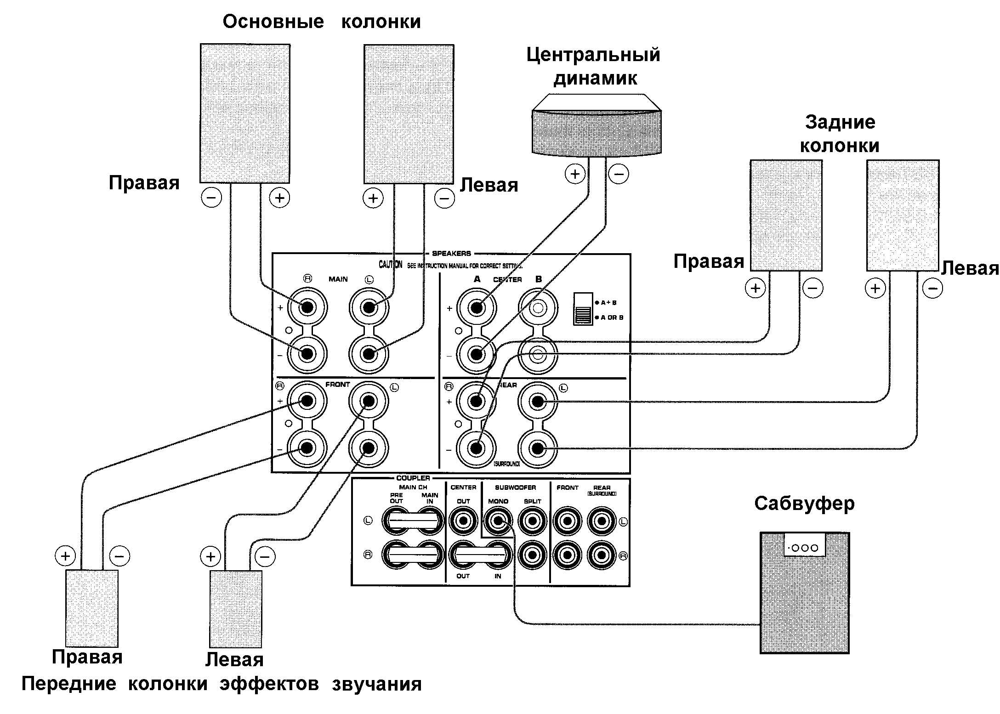 Основные колонки
Центральный
динамик
Задние
колонки
Правая
Левая
+
−
− +
+ −
Правая
Левая
+ − + −
SPEAKERS
CAUTION SEE INSTRUCTION MANUAL FOR CORRECT SETTING.
R MAIN L
A CENTER B
+
−
+
−
A + B
A OR B
R FRONT L
+
−
R REAR L
+
−
(SURROUND)
COUPLER
MAIN CH
PRE OUT
MAIN IN
CENTER
OUT
SUBWOOFER
MONO
SPLIT
FRONT
REAR
(SURROUND)
L
L
R
R
OUT
IN
Сабвуфер
+ − + −
Правая
Левая
Передние колонки эффектов звучания